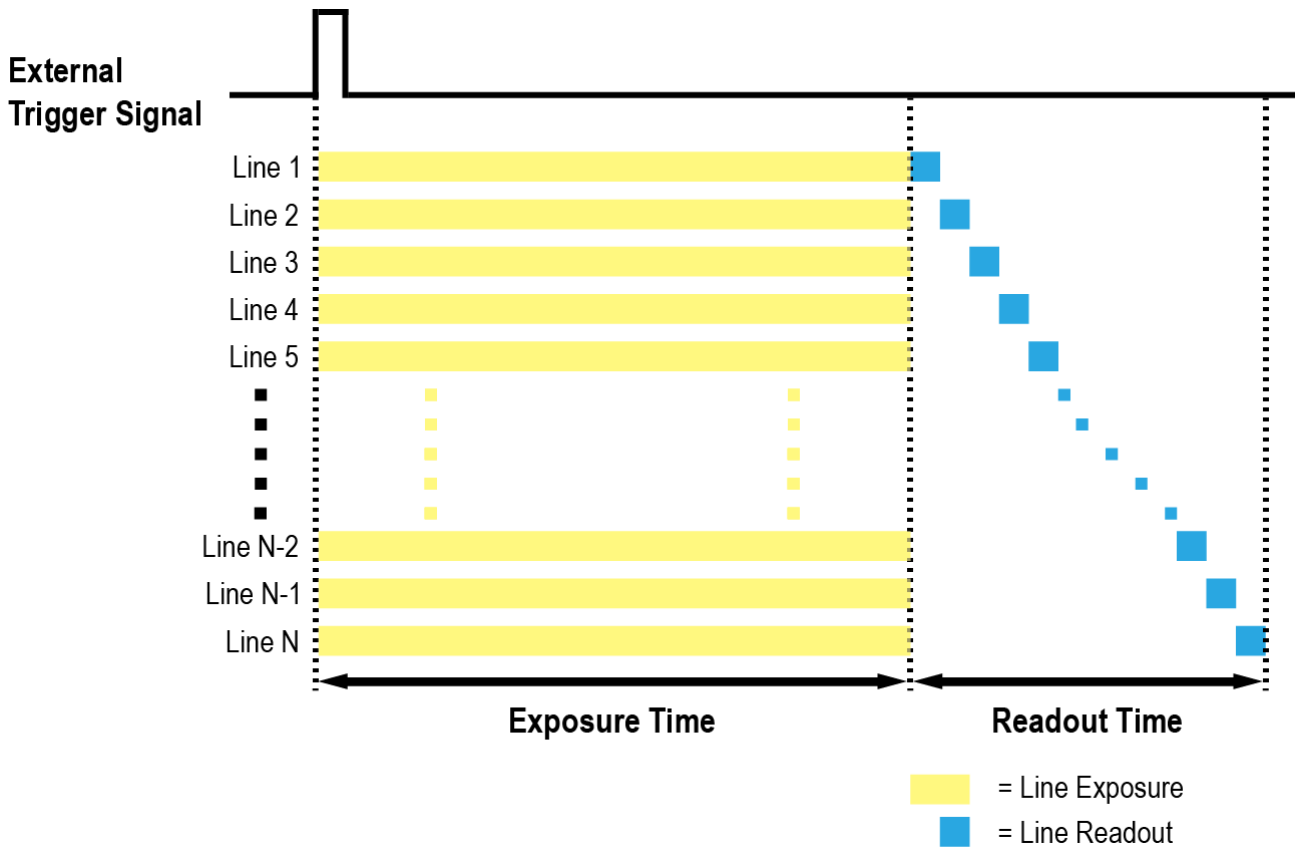 External
Trigger Signal
Line 1
Line 2
Line 3
Line 4
Line 5
Line N-2
Line N-1
Line N
Exposure Time
Readout Time
= Line Exposure
= Line Readout